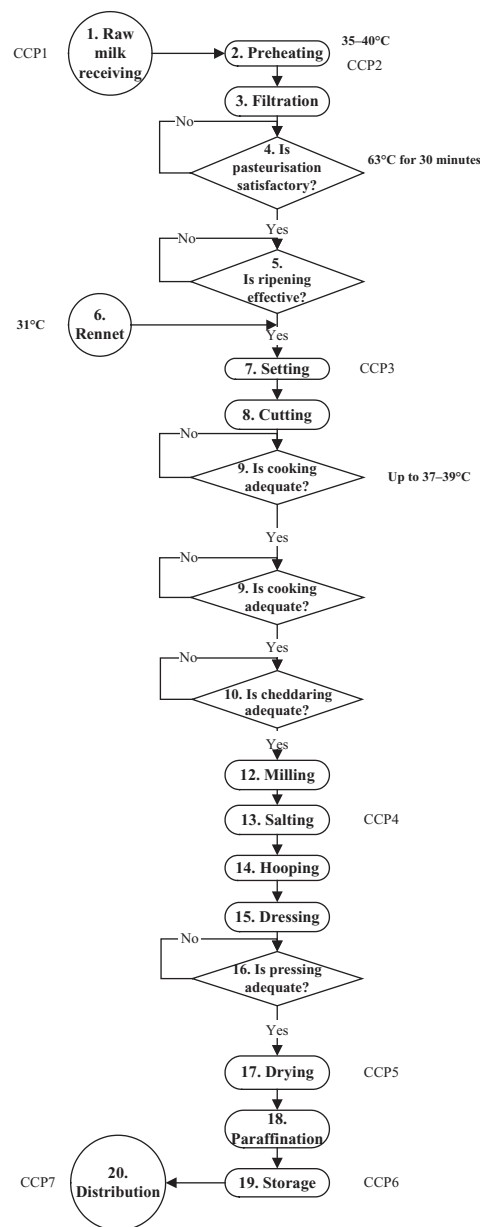 CCP1
1. Raw
milk
receiving
2. Preheating
35–40°C
CCP2
3. Filtration
No
4. Is
pasteurisation
satisfactory?
63°C for 30 minutes
Yes
No
5.
Is ripening
effective?
31°C
6.
Rennet
Yes
7. Setting
CCP3
8. Cutting
No
9. Is cooking
adequate?
Up to 37–39°C
Yes
No
9. Is cooking
adequate?
Yes
No
10. Is cheddaring
adequate?
Yes
12. Milling
13. Salting
CCP4
14. Hooping
15. Dressing
No
16. Is pressing
adequate?
Yes
17. Drying
CCP5
18.
Paraffination
CCP7
20.
Distribution
19. Storage
CCP6